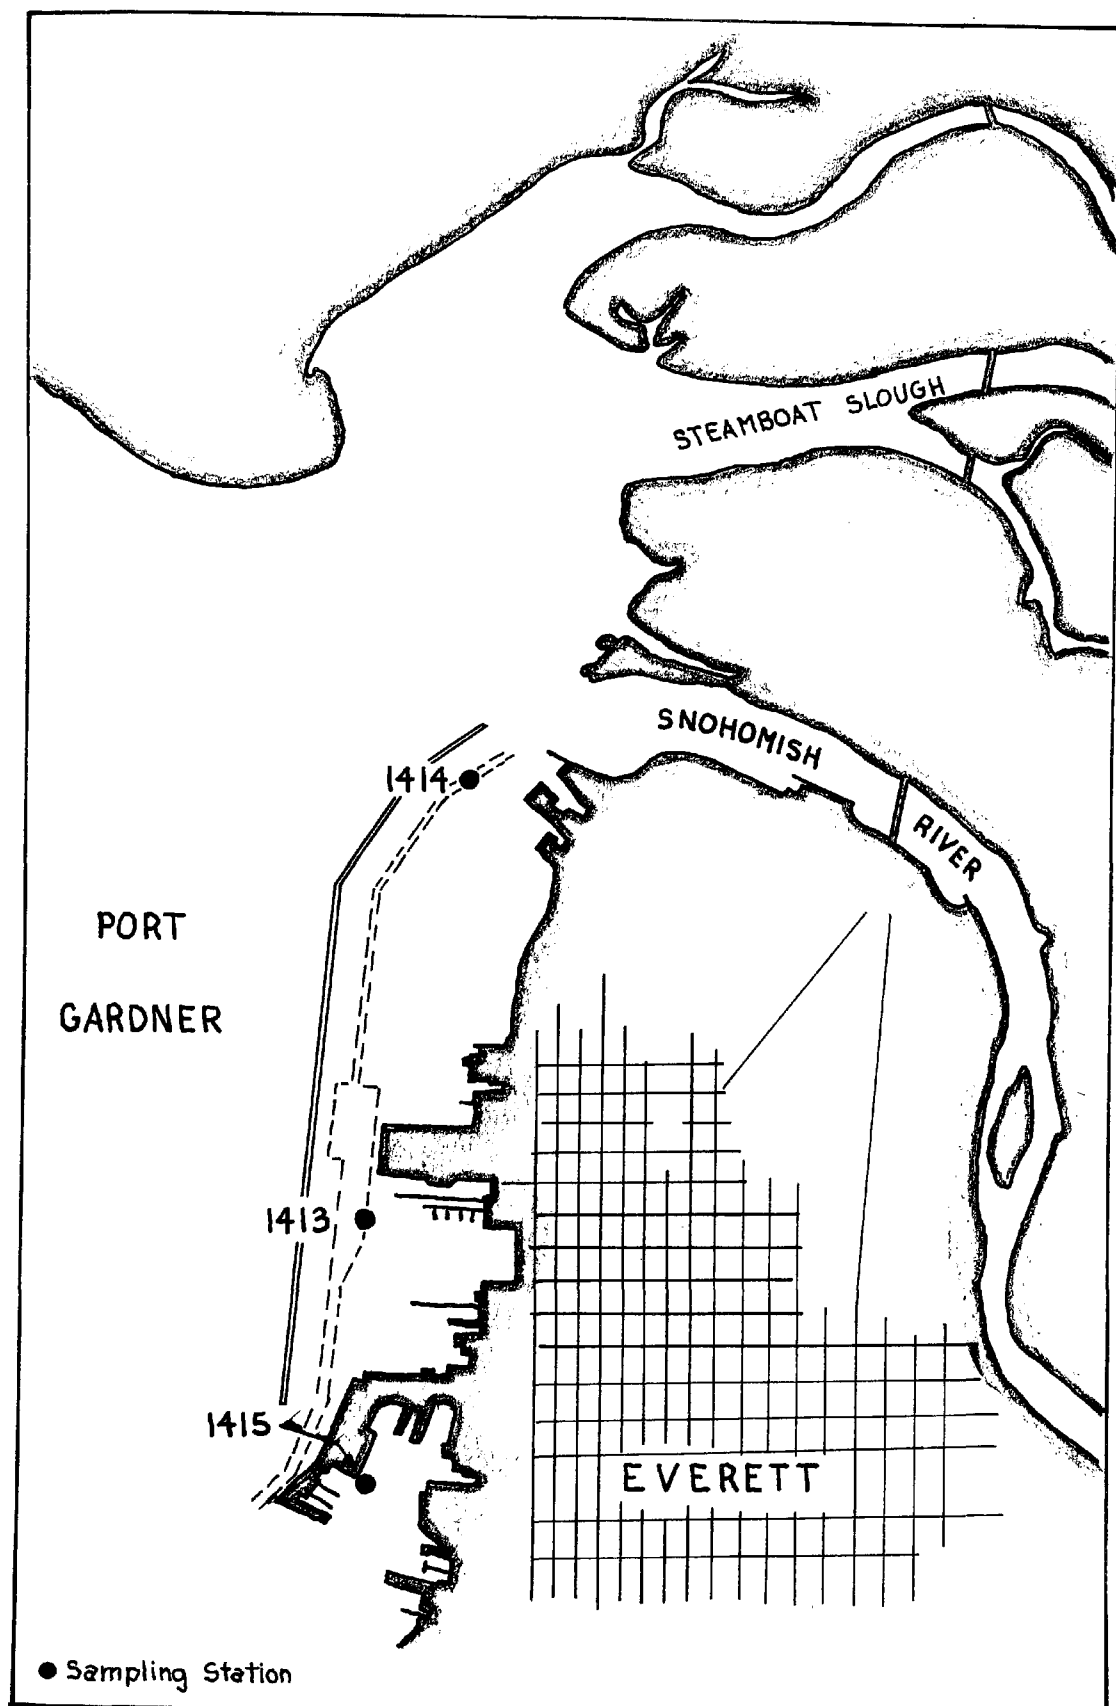 STEAMBOAT SLOUGH
SNOHOMISH
RIVER
1414
PORT
GARDNER
1413
1415
EVERETT
● Sampling Station